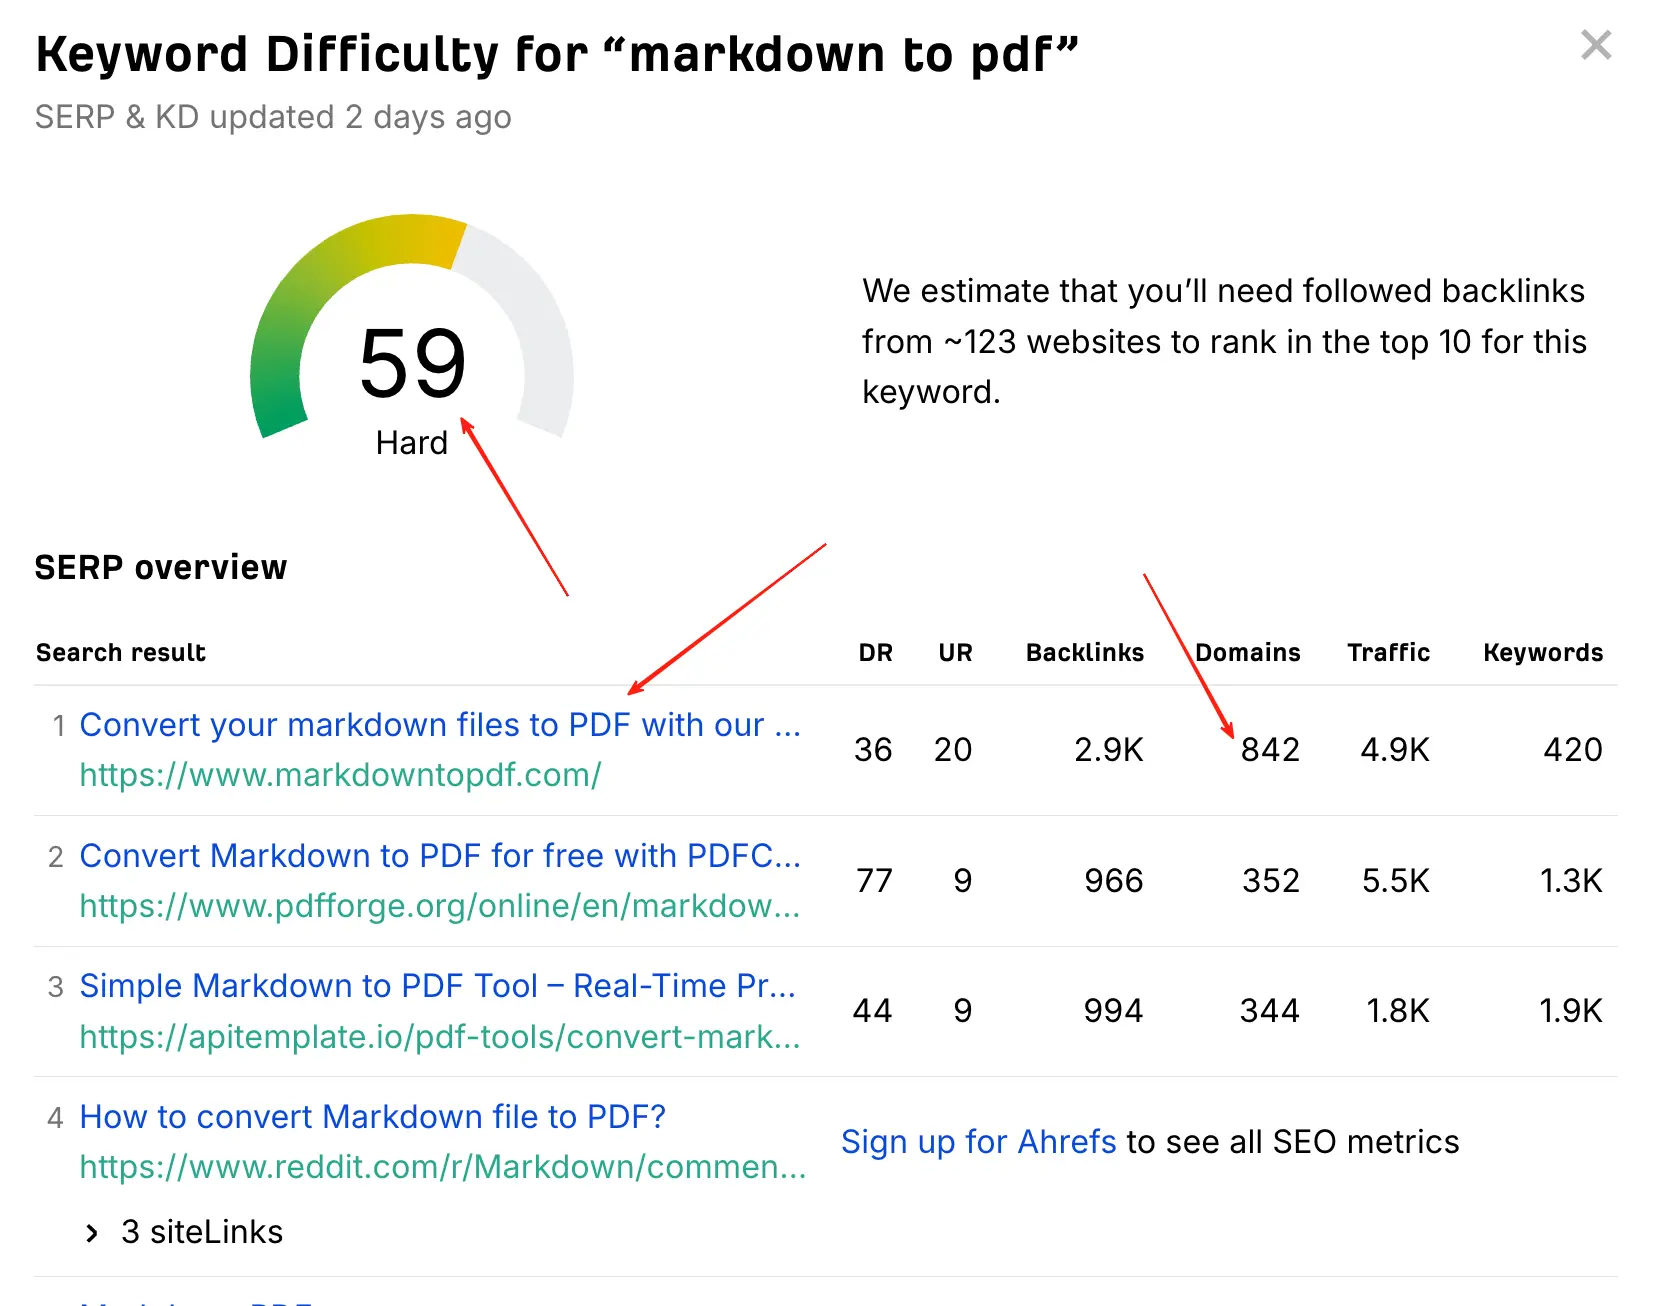 Keyword Difficulty for “markdown to pdf”
SERP & KD updated 2 days ago
59
Hard
We estimate that you’ll need followed backlinks
from ~123 websites to rank in the top 10 for this
keyword.
SERP overview
Search result DR UR Backlinks Domains Traffic Keywords
1 Convert your markdown files to PDF with our ...
https://www.markdowntopdf.com/
36 20 2.9K 842 4.9K 420
2 Convert Markdown to PDF for free with PDFC...
https://www.pdfforge.org/online/en/markdow...
77 9 966 352 5.5K 1.3K
3 Simple Markdown to PDF Tool – Real-Time Pr...
https://apitemplate.io/pdf-tools/convert-mark...
44 9 994 344 1.8K 1.9K
4 How to convert Markdown file to PDF?
https://www.reddit.com/r/Markdown/commen...
Sign up for Ahrefs to see all SEO metrics
3 siteLinks